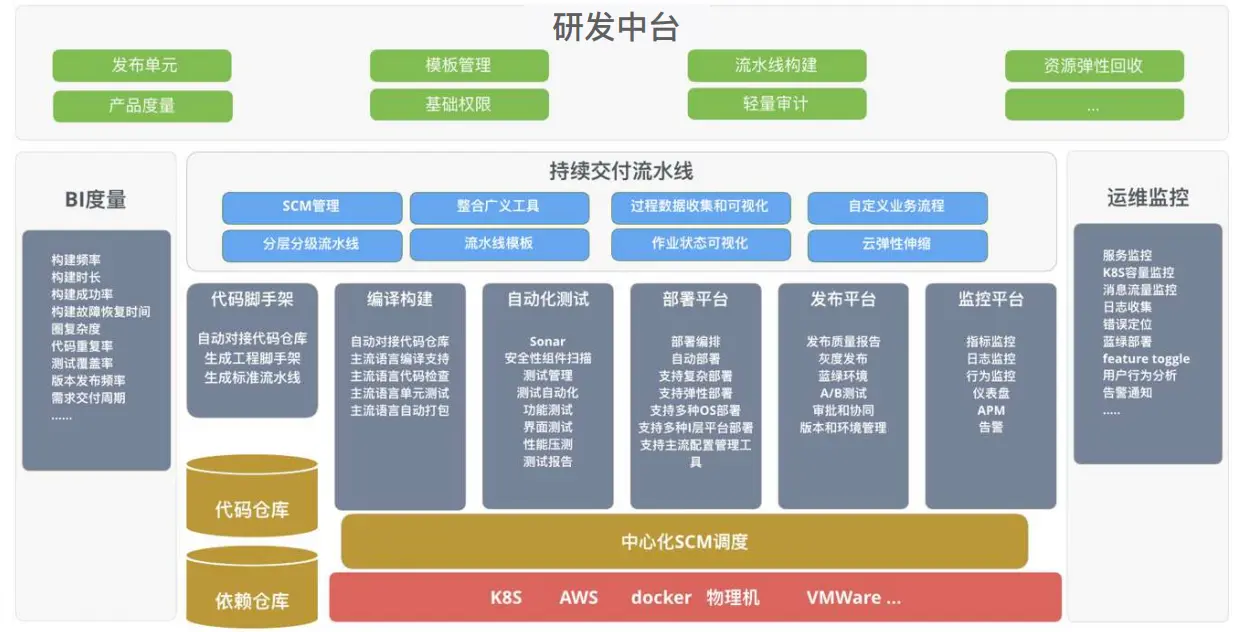 研发中台
发布单元
模板管理
流水线构建
资源弹性回收
产品度量
基础权限
轻量审计
...
BI度量
构建频率
构建时长
构建成功率
构建故障恢复时间
圈复杂度
代码重复率
测试覆盖率
版本发布频率
需求交付周期
......
持续交付流水线
SCM管理
整合广义工具
过程数据收集和可视化
自定义业务流程
分层分级流水线
流水线模板
作业状态可视化
云弹性伸缩
代码脚手架
自动对接代码仓库
生成工程脚手架
生成标准流水线
代码仓库
依赖仓库
编译构建
自动对接代码仓库
主流语言编译支持
主流语言代码检查
主流语言单元测试
主流语言自动打包
自动化测试
Sonar
安全性组件扫描
测试管理
测试自动化
功能测试
界面测试
性能压测
测试报告
部署平台
部署编排
自动部署
支持复杂部署
支持弹性部署
支持多种OS部署
支持多种I层平台部署
支持主流配置管理工
具
发布平台
发布质量报告
灰度发布
蓝绿环境
A/B测试
审批和协同
版本和环境管理
监控平台
指标监控
日志监控
行为监控
仪表盘
APM
告警
中心化SCM调度
K8S AWS docker 物理机 VMWare ...
运维监控
服务监控
K8S容量监控
消息流量监控
日志收集
错误定位
蓝绿部署
feature toggle
用户行为分析
告警通知
.....